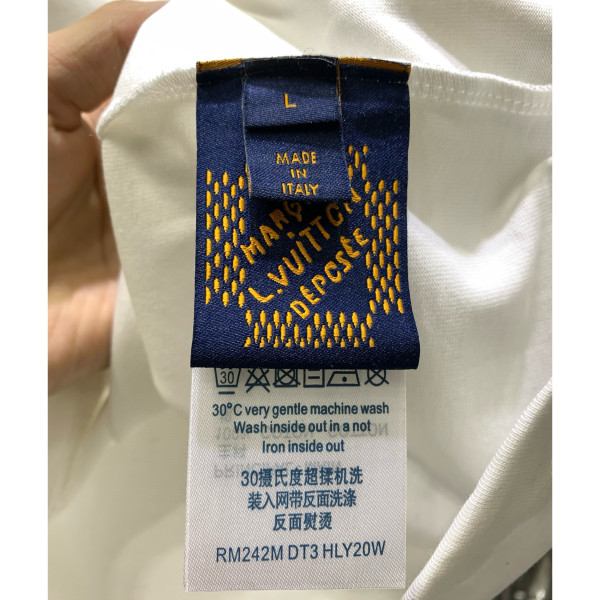 L
MADE
IN
ITALY
MARQ
L.VUITTON
DÉPOSÉE
30
30°C very gentle machine wash
Wash inside out in a not
Iron inside out
30摄氏度超揉机洗
装入网带反面洗涤
反面熨烫
RM242M DT3 HLY20W